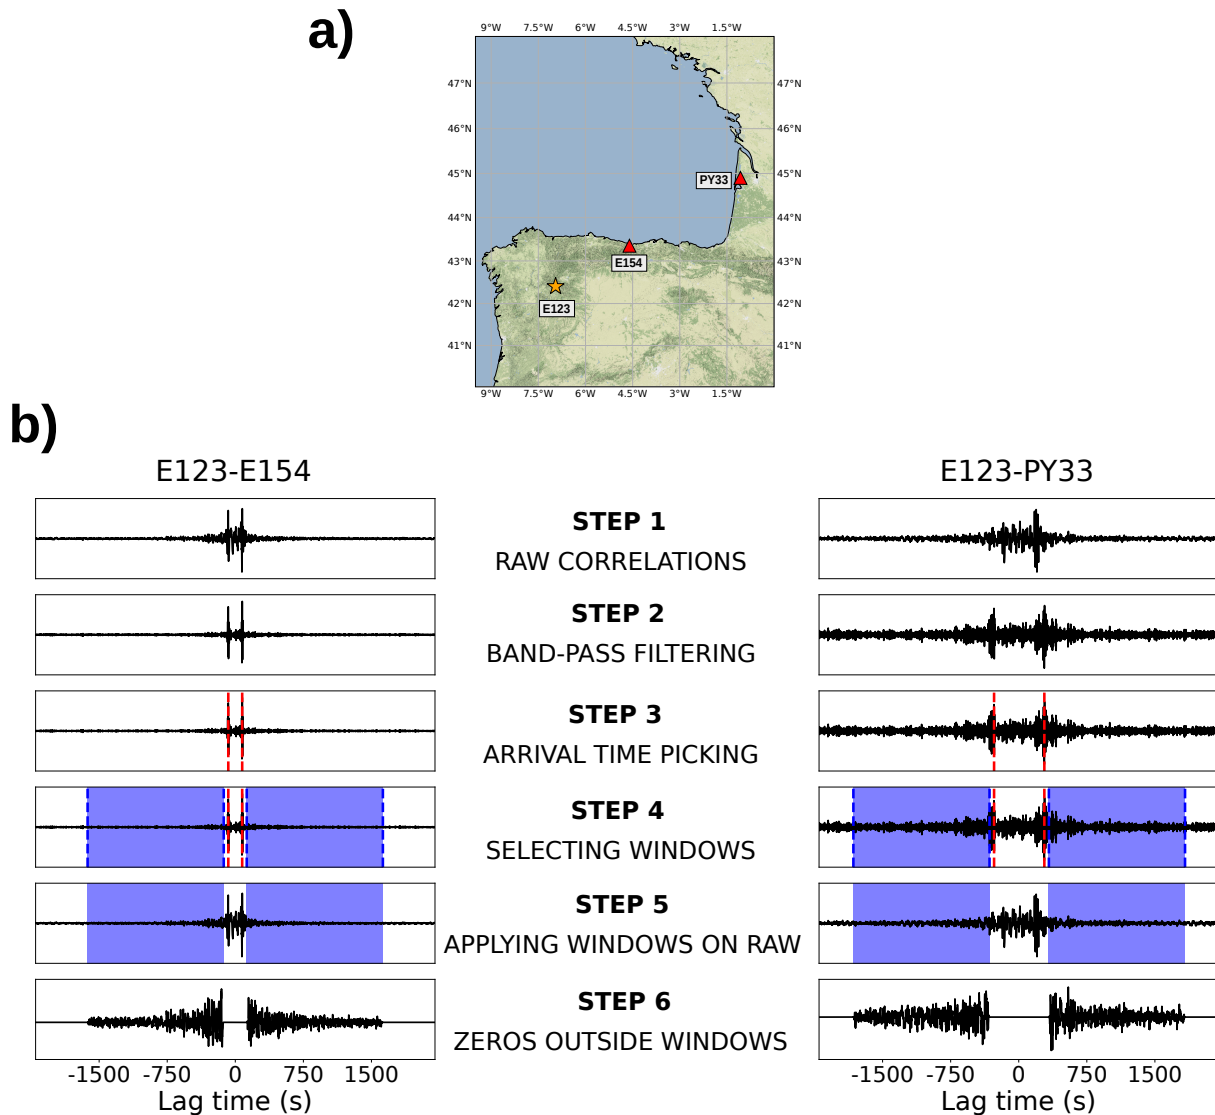 a)
9°W 7.5°W 6°W 4.5°W 3°W 1.5°W
47°N 47°N
46°N 46°N
45°N PY33 45°N
44°N 44°N
43°N E154 43°N
42°N E123 42°N
41°N 41°N
9°W 7.5°W 6°W 4.5°W 3°W 1.5°W
b)
E123-E154 E123-PY33
STEP 1
RAW CORRELATIONS
STEP 2
BAND-PASS FILTERING
STEP 3
ARRIVAL TIME PICKING
STEP 4
SELECTING WINDOWS
STEP 5
APPLYING WINDOWS ON RAW
STEP 6
ZEROS OUTSIDE WINDOWS
-1500 -750 0 750 1500 -1500 -750 0 750 1500
Lag time (s) Lag time (s)